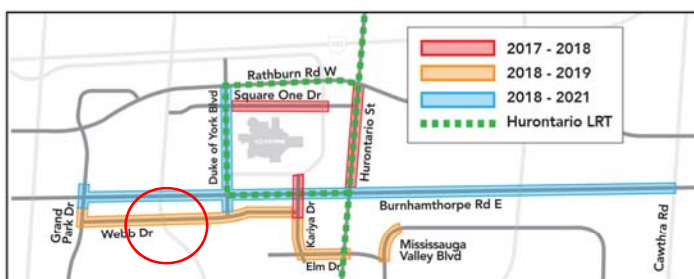 Rathburn Rd W
Square One Dr
Duke of York Blvd
Hurontario St
2017 - 2018
2018 - 2019
2018 - 2021
Hurontario LRT
Grand
Park Dr
Webb Dr
Kariya Dr
Elm Dr
Burnhamthorpe Rd E
Mississauga
Valley Blvd
Cawthra Rd